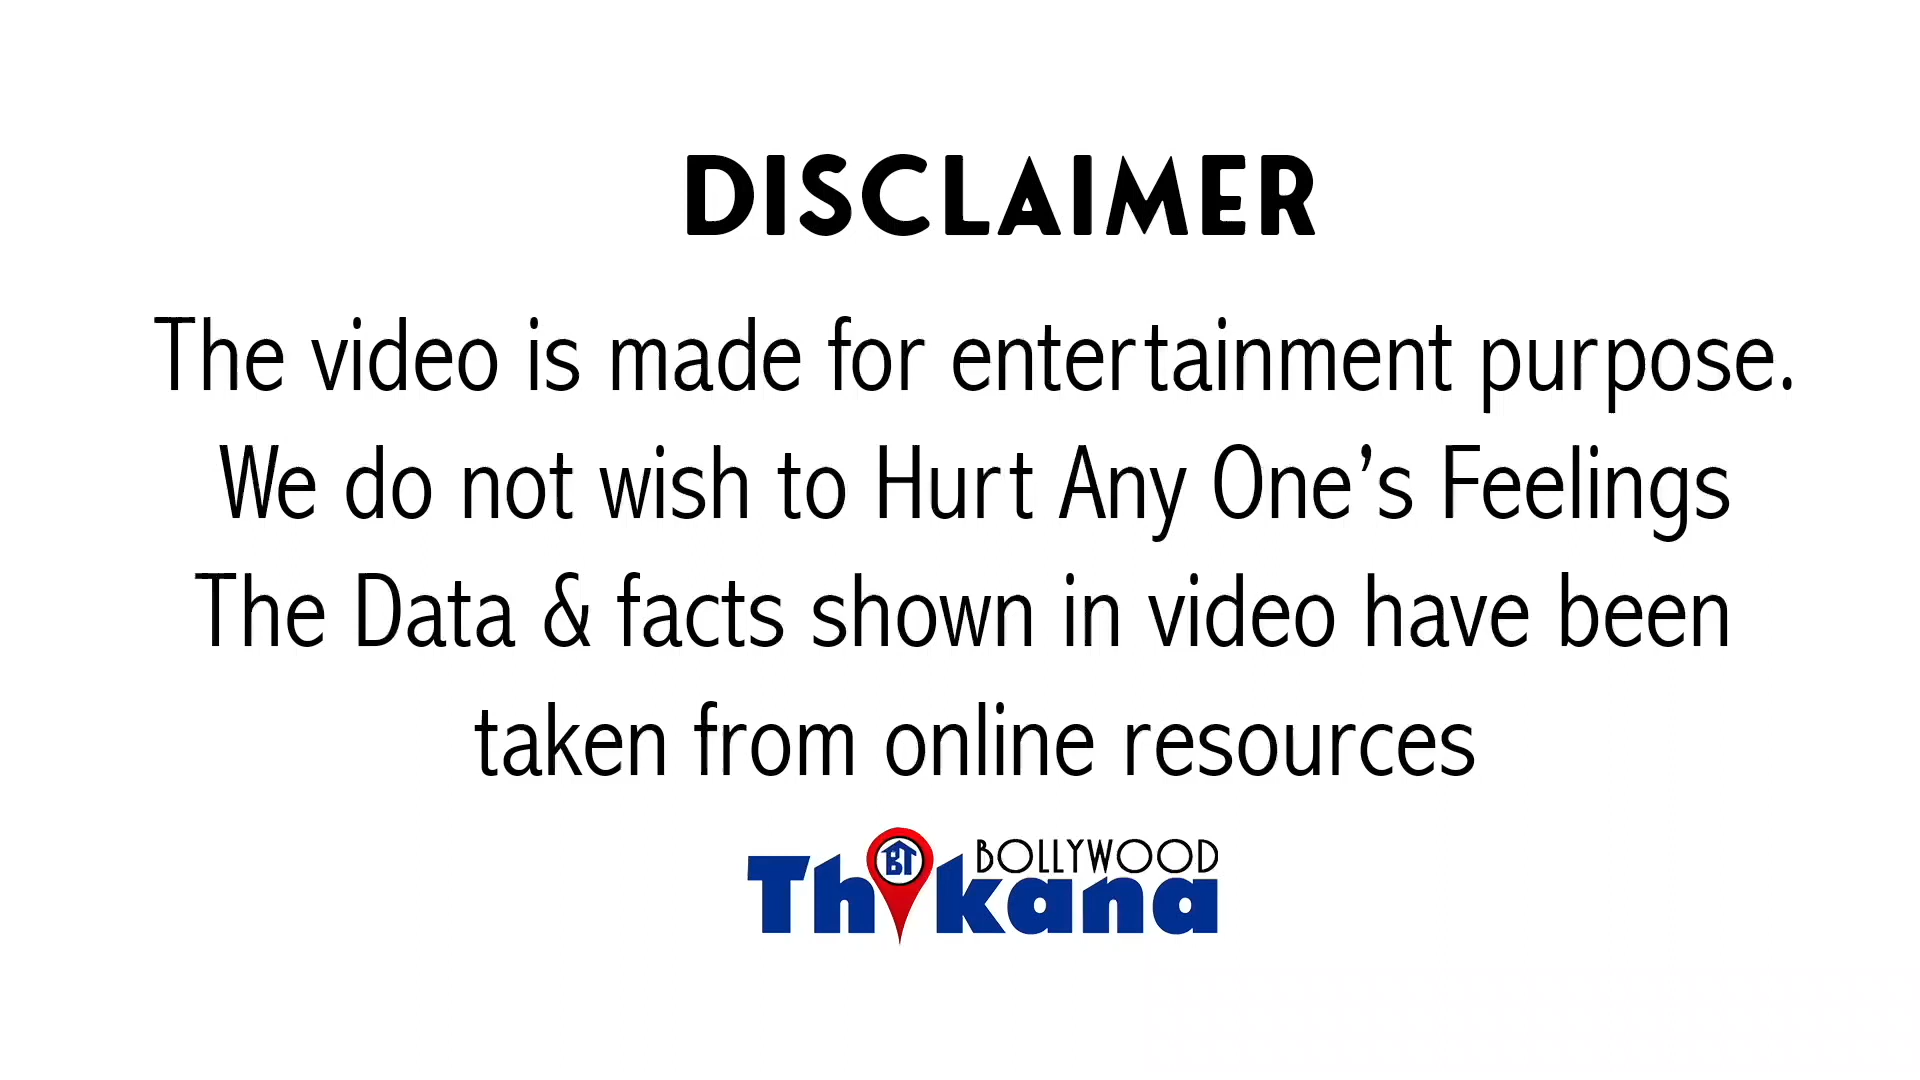 DISCLAIMER
The video is made for entertainment purpose.
We do not wish to Hurt Any One’s Feelings
The Data & facts shown in video have been
taken from online resources
BT
BOLLYWOOD
Thikana